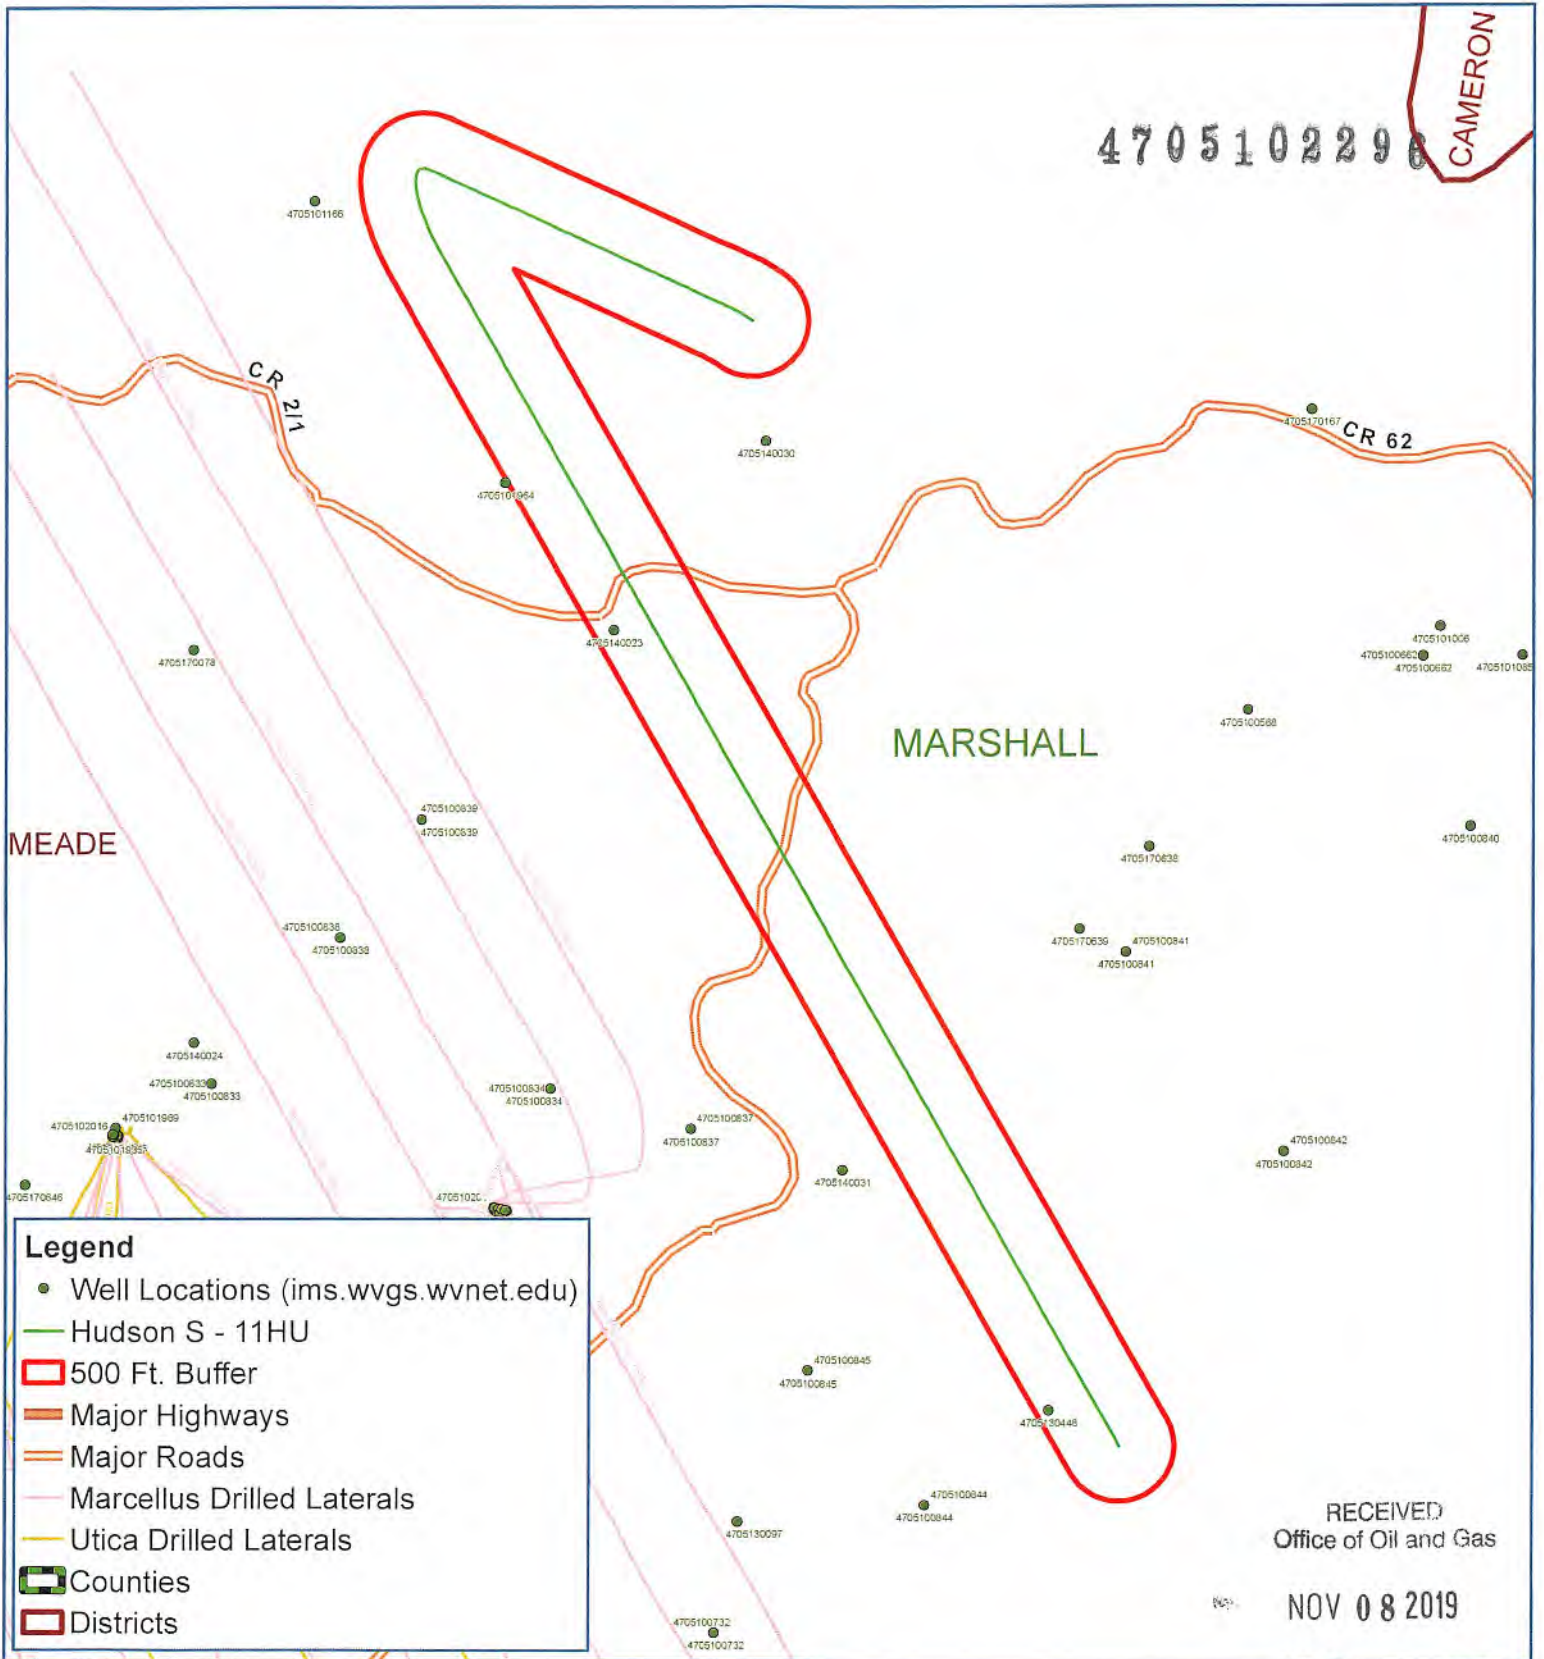 CAMERON
4705102296
4705101166
CR 2/1
4705170167
CR 62
4705140030
4705101964
4705140023
4705101006
4705100662
4705100662
4705101085
4705170078
4705100568
MARSHALL
4705100839
4705100839
MEADE
4705100840
4705170838
4705100838
4705100838
4705170639
4705100841
4705100841
4705140024
4705100833
4705100833
4705100834
4705100834
4705102016
4705101989
4705100837
4705100837
4705100842
4705100842
4705170646
4705140031
Legend
Well Locations (ims.wvgs.wvnet.edu)
Hudson S - 11HU
500 Ft. Buffer
Major Highways
Major Roads
Marcellus Drilled Laterals
Utica Drilled Laterals
Counties
Districts
4705100845
4705100845
4705130448
4705100844
4705100844
4705130097
4705100732
4705100732
RECEIVED
Office of Oil and Gas
NOV 08 2019